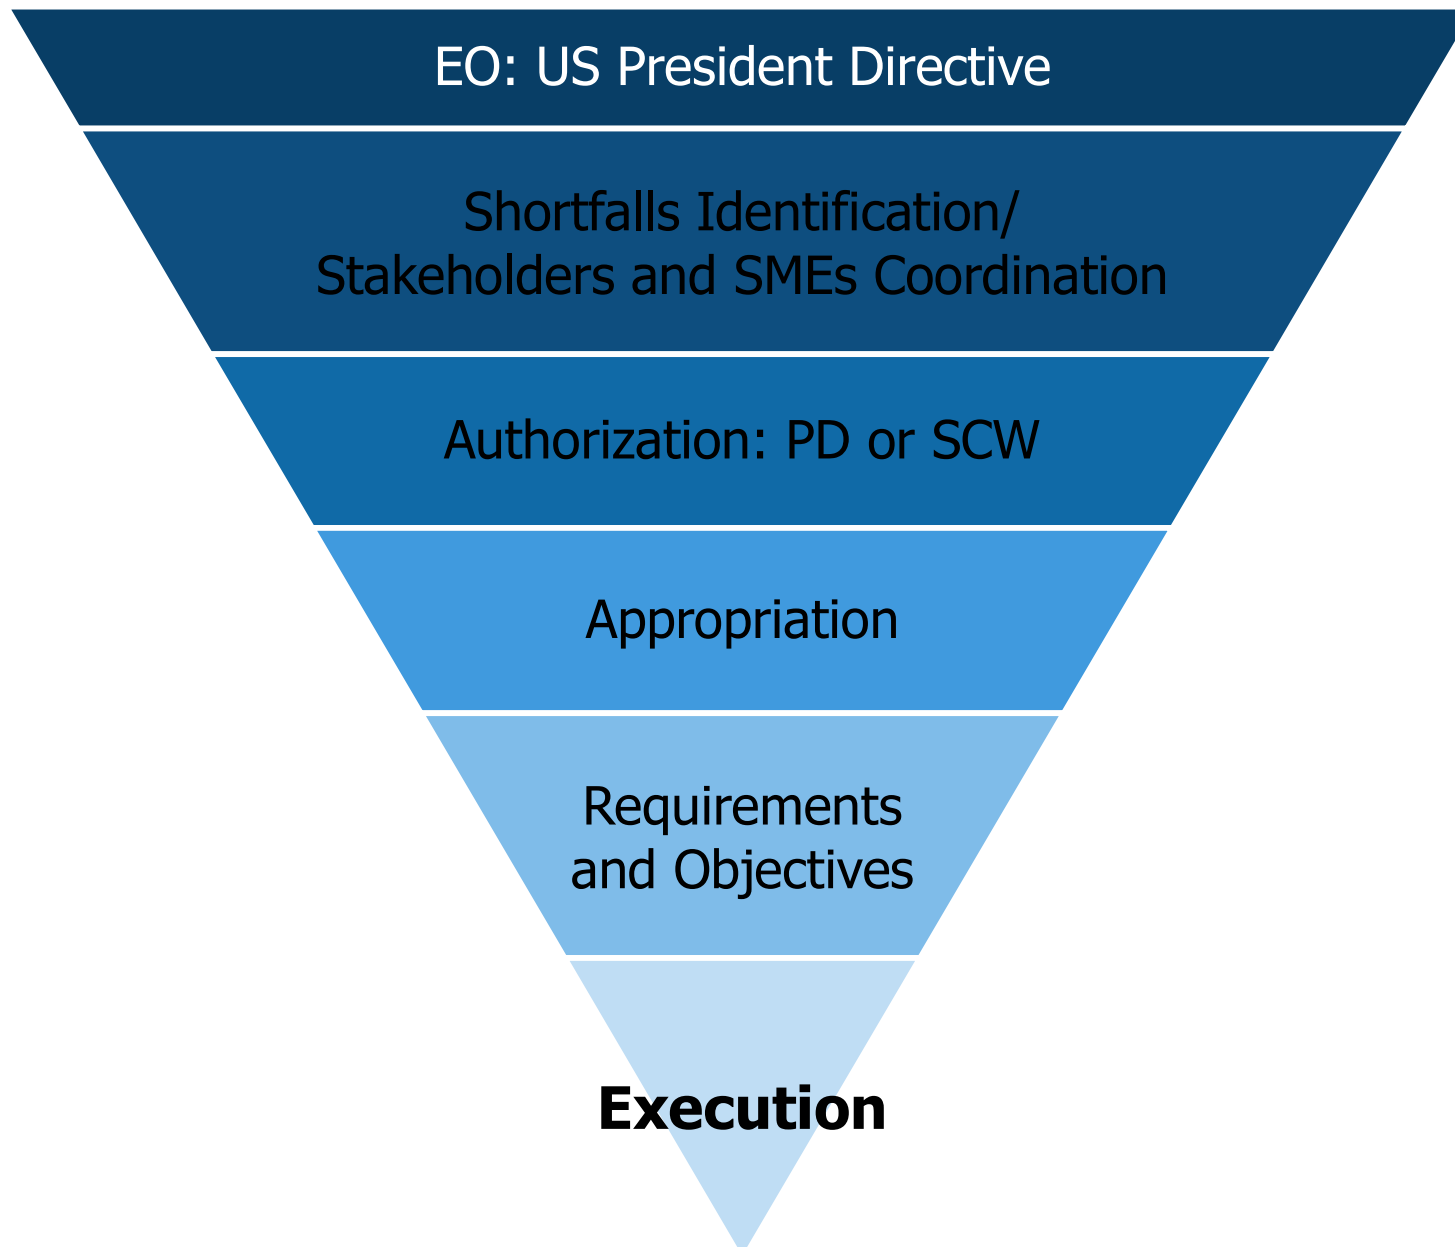 EO: US President Directive
Shortfalls Identification/
Stakeholders and SMEs Coordination
Authorization: PD or SCW
Appropriation
Requirements
and Objectives
Execution